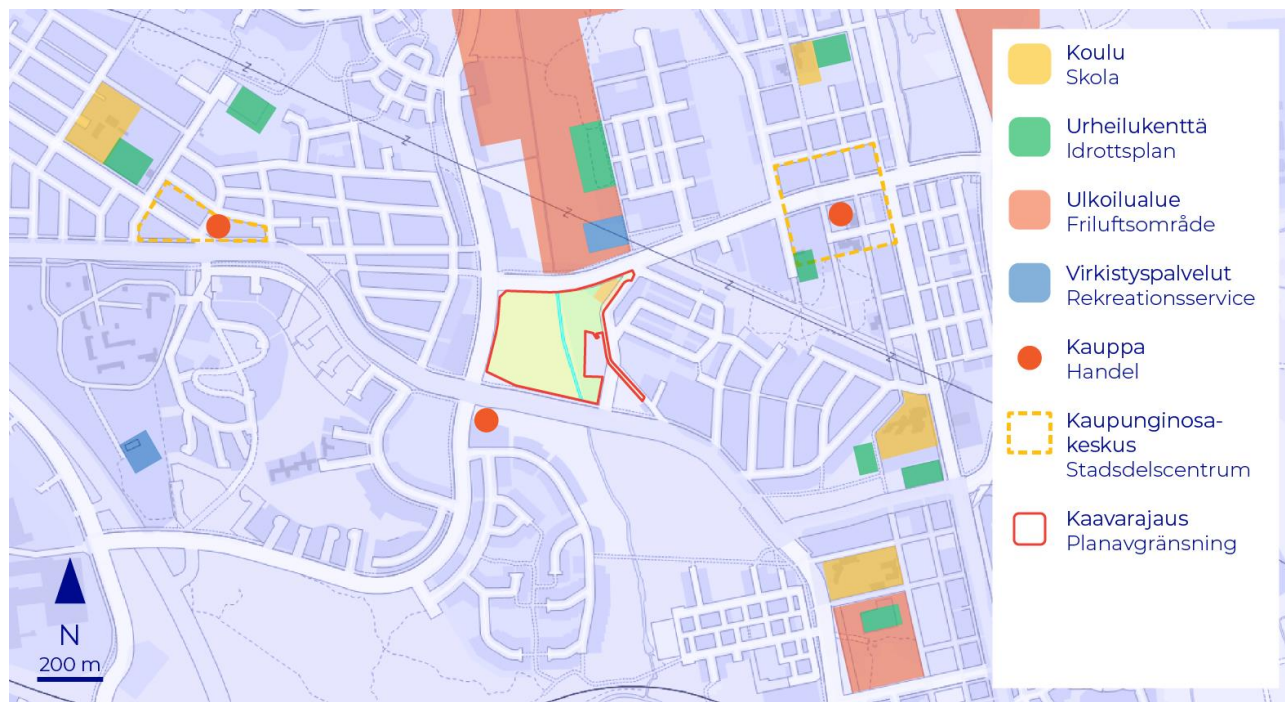 Koulu
Skola
Urheilukenttä
Idrottsplan
Ulkoilualue
Friluftsområde
Virkistyspalvelut
Rekreationsservice
Kauppa
Handel
Kaupunginosa-
keskus
Stadsdelscentrum
Kaavarajaus
Planavgränsning
N
200 m